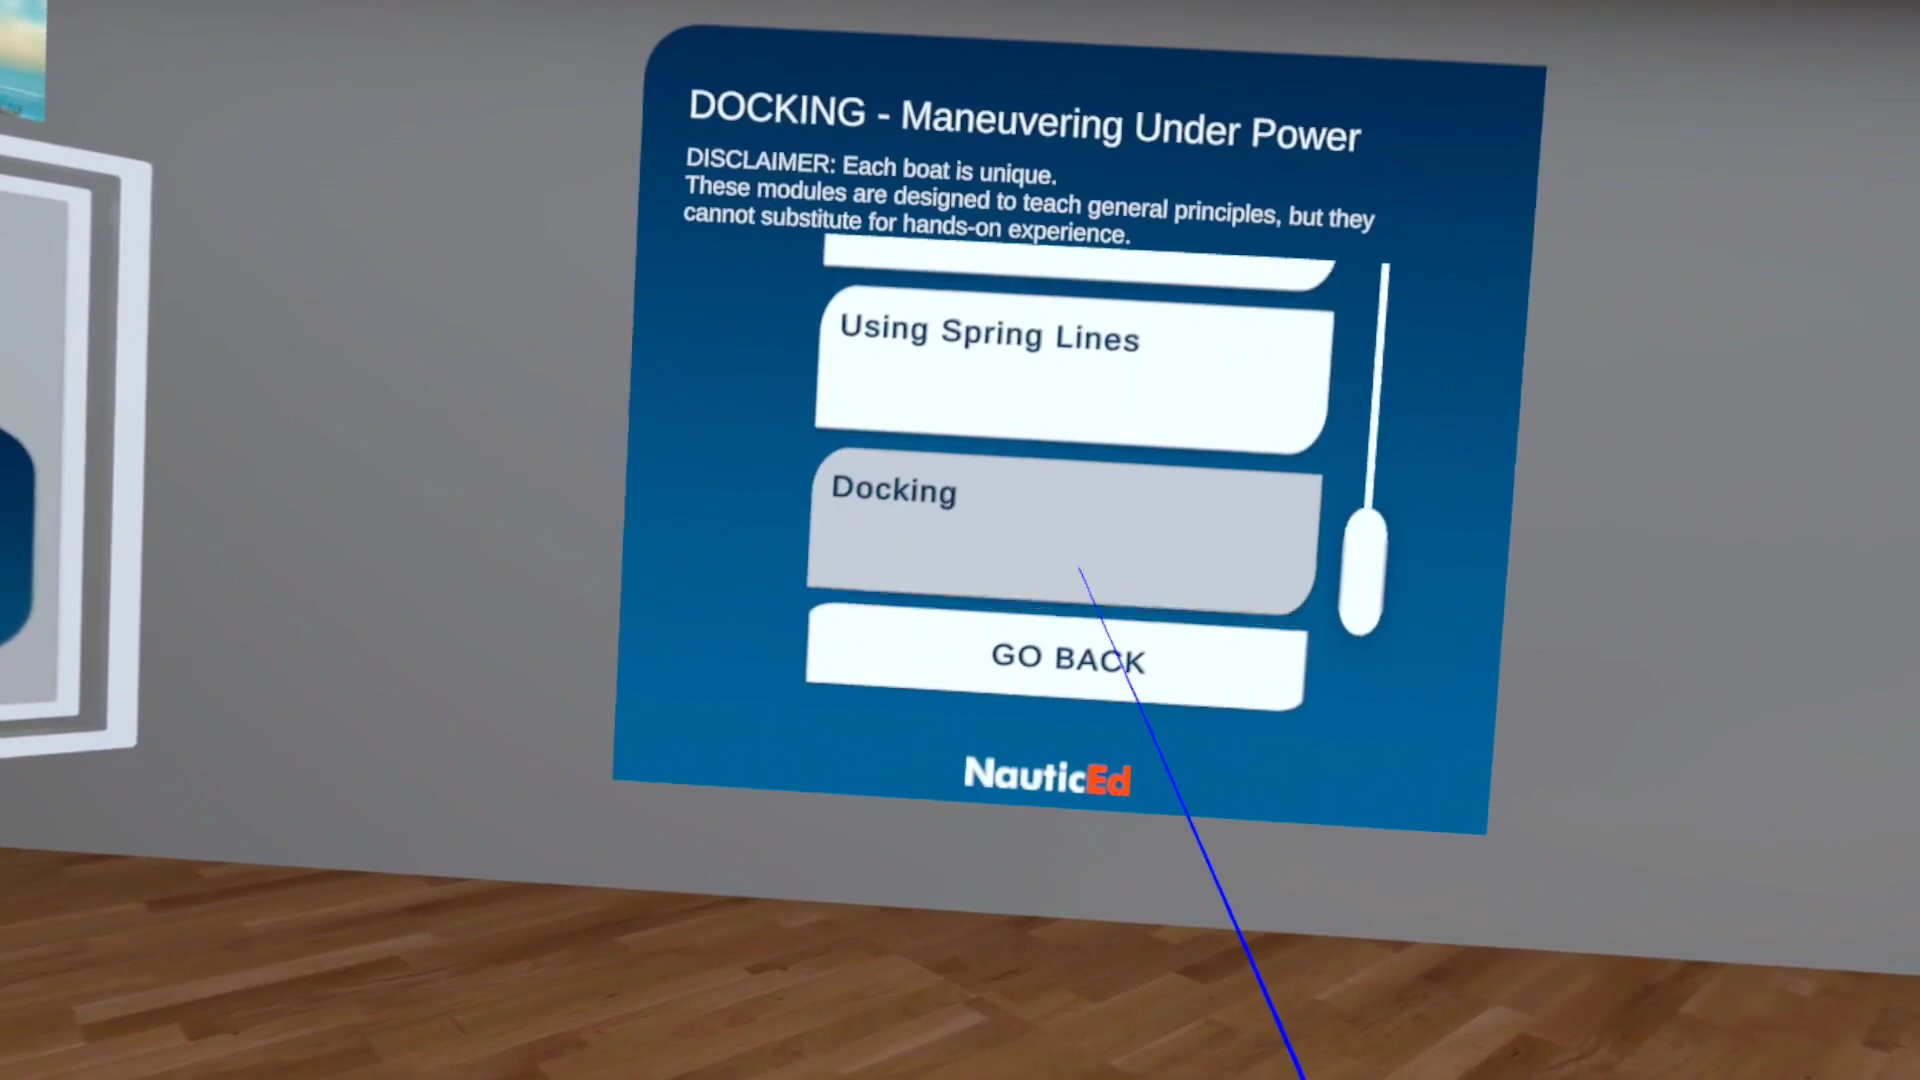 DOCKING - Maneuvering Under Power
DISCLAIMER: Each boat is unique.
These modules are designed to teach general principles, but they
cannot substitute for hands-on experience.
Using Spring Lines
Docking
GO BACK
NauticEd